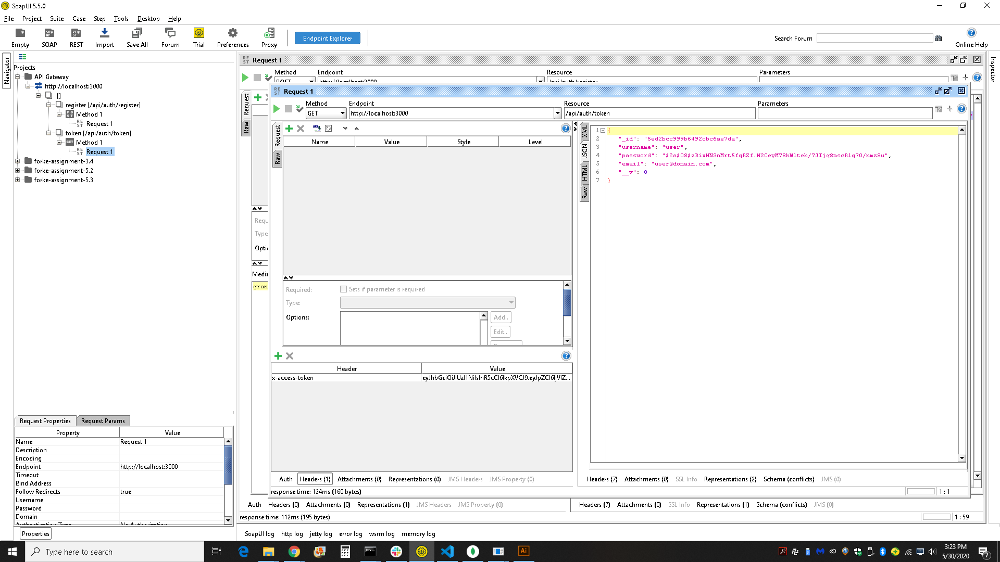 SoapUI 5.5.0
File Project Suite Case Step Tools Desktop Help
Empty SOAP REST Import Save All Forum Trial Preferences Proxy Endpoint Explorer Search Forum Online Help
Navigator
Projects
API Gateway
http://localhost:3000
[]
register [/api/auth/register]
Method 1
Request 1
token [/api/auth/token]
Method 1
Request 1
forke-assignment-3.4
forke-assignment-5.2
forke-assignment-5.3
Request Properties Request Params
Property Value
Name Request 1
Description
Encoding
Endpoint http://localhost:3000
Timeout
Bind Address
Follow Redirects true
Username
Password
Domain
Properties
Inspector
Request 1
Method Endpoint Resource Parameters
POST http://localhost:3000 /api/auth/register
Request
Raw
Requ
Type
Opti
Media
gran
Request 1
Method Endpoint Resource Parameters
GET http://localhost:3000 /api/auth/token
Request
Raw
Name Value Style Level
Required: Sets if parameter is required
Type:
Options: Add..
Edit..
Header Value
x-access-token
Auth Headers (1) Attachments (0) Representations (0) JMS Headers JMS Property (0)
response time: 124ms (160 bytes)
XML
JSON
HTML
Raw
1 {
2 "_id": "5ed2bcc999b6492cbc6ae7da",
3 "username": "user",
4 "password": "$2a$08$zRixHN3nMrt5fqRZf.N2CeyM78hWlteb/7JIjq8mscRlg7O/nmz8u",
5 "email": "user@domain.com",
6 "__v": 0
7 }
Headers (7) Attachments (0) SSL Info Representations (2) Schema (conflicts) JMS (0)
1 : 1
Auth Headers (0) Attachments (0) Representations (1) JMS Headers JMS Property (0)
Headers (7) Attachments (0) SSL Info Representations (1) Schema (conflicts) JMS (0)
response time: 112ms (195 bytes)
1 : 59
SoapUI log http log jetty log error log wsrm log memory log
Type here to search
Ai
3:23 PM
5/30/2020
7